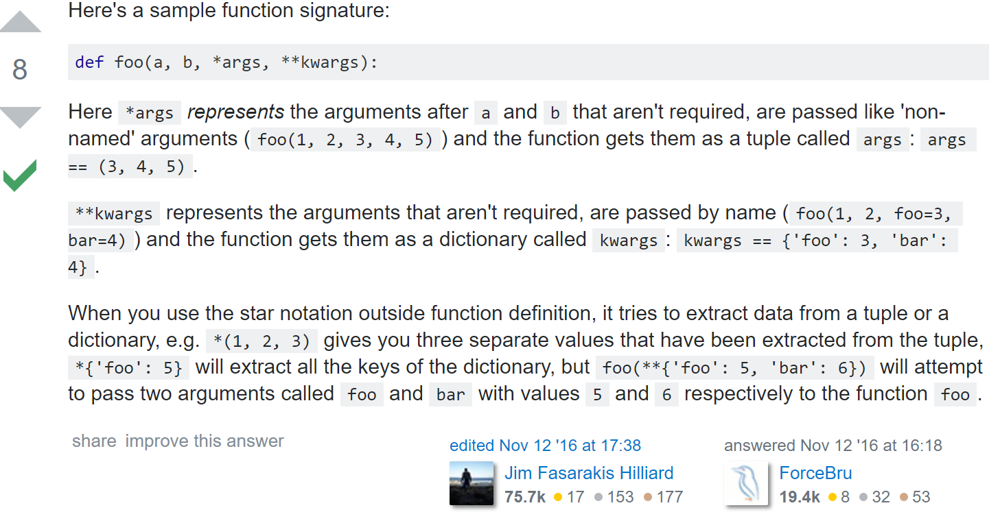 Here's a sample function signature:
8
def foo(a, b, *args, **kwargs):
Here *args represents the arguments after a and b that aren't required, are passed like 'non-
named' arguments ( foo(1, 2, 3, 4, 5) ) and the function gets them as a tuple called args : args
== (3, 4, 5) .
**kwargs represents the arguments that aren't required, are passed by name ( foo(1, 2, foo=3,
bar=4) ) and the function gets them as a dictionary called kwargs : kwargs == {'foo': 3, 'bar':
4} .
When you use the star notation outside function definition, it tries to extract data from a tuple or a
dictionary, e.g. *(1, 2, 3) gives you three separate values that have been extracted from the tuple,
*{'foo': 5} will extract all the keys of the dictionary, but foo(**{'foo': 5, 'bar': 6}) will attempt
to pass two arguments called foo and bar with values 5 and 6 respectively to the function foo .
share improve this answer
edited Nov 12 '16 at 17:38
Jim Fasarakis Hilliard
75.7k 17 153 177
answered Nov 12 '16 at 16:18
ForceBru
19.4k 8 32 53